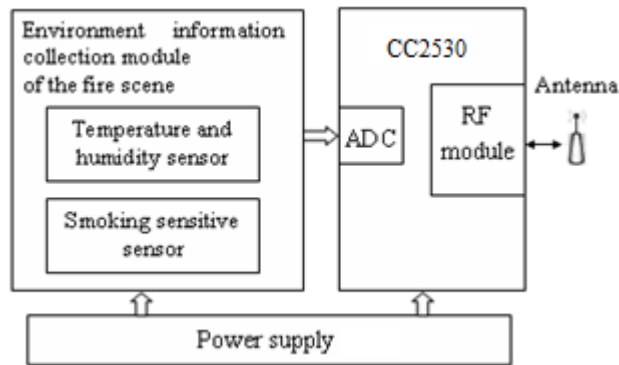 Environment information
collection module
of the fire scene
Temperature and
humidity sensor
Smoking sensitive
sensor
CC2530
ADC
RF
module
Antenna
Power supply